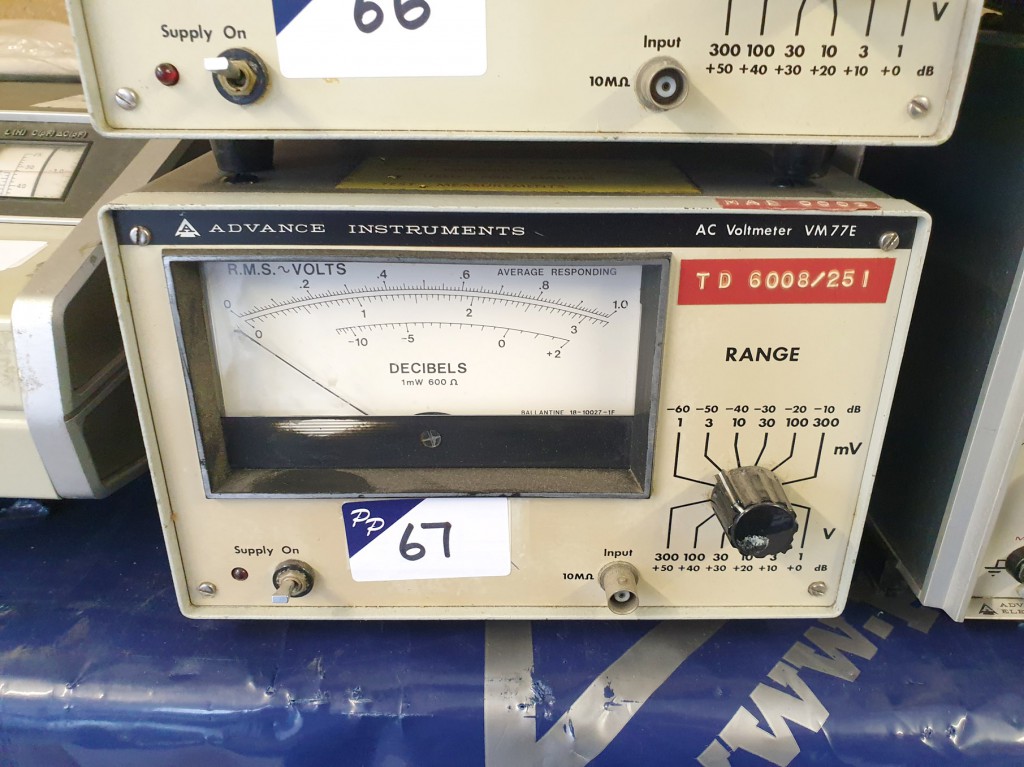 66
Supply On
Input
10MΩ
300 100 30 10 3 1 V
+50 +40 +30 +20 +10 +0 dB
ADVANCE INSTRUMENTS
AC Voltmeter VM77E
TD 6008/251
R.M.S.~VOLTS
AVERAGE RESPONDING
0 .2 .4 .6 .8 1.0
0 1 2 3
-10 -5 0 +2
DECIBELS
1mW 600 Ω
BALLANTINE 18-10027-1F
RANGE
-60 -50 -40 -30 -20 -10 dB
1 3 10 30 100 300
mV
V
300 100 30 10 3 1
+50 +40 +30 +20 +10 +0 dB
PP
67
Supply On
Input
10MΩ
WWW.